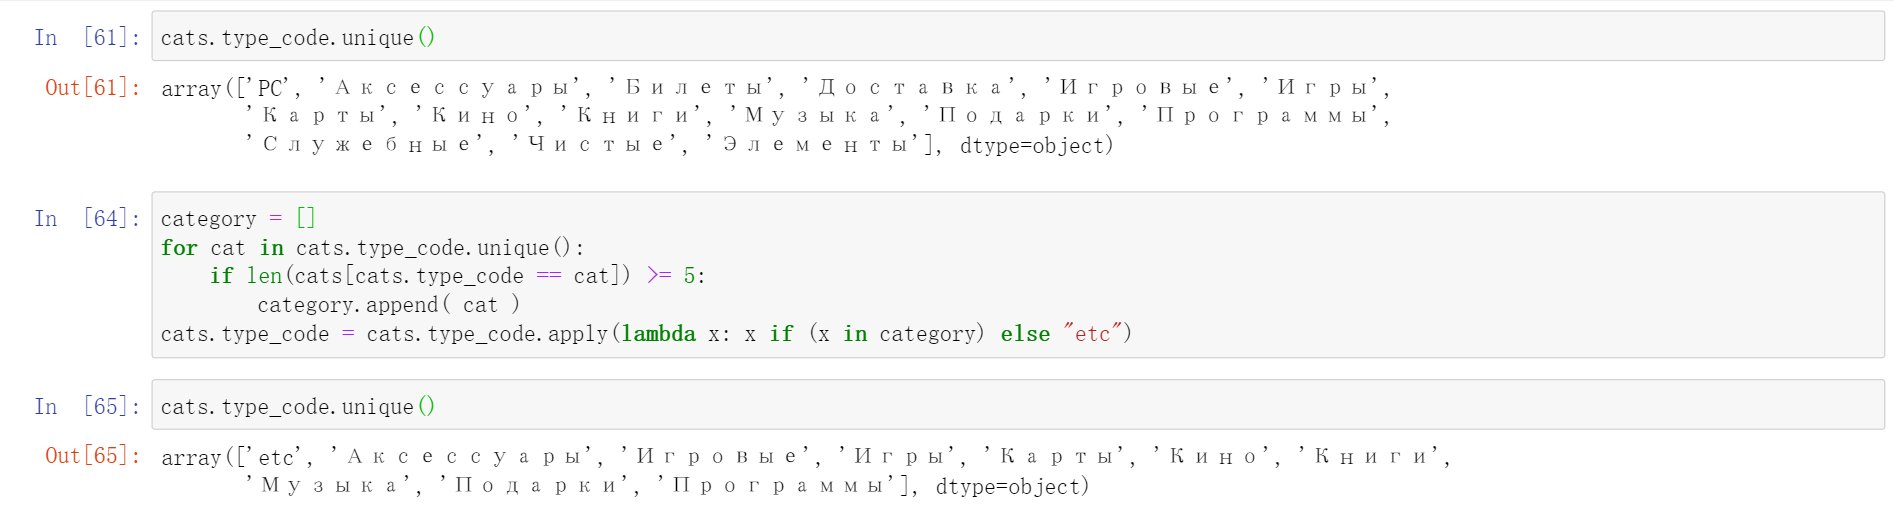 In [61]: cats.type_code.unique()
Out[61]: array(['PC', 'Аксессуары', 'Билеты', 'Доставка', 'Игровые', 'Игры',
'Карты', 'Кино', 'Книги', 'Музыка', 'Подарки', 'Программы',
'Служебные', 'Чистые', 'Элементы'], dtype=object)
In [64]: category = []
for cat in cats.type_code.unique():
    if len(cats[cats.type_code == cat]) >= 5:
        category.append( cat )
cats.type_code = cats.type_code.apply(lambda x: x if (x in category) else "etc")
In [65]: cats.type_code.unique()
Out[65]: array(['etc', 'Аксессуары', 'Игровые', 'Игры', 'Карты', 'Кино', 'Книги',
'Музыка', 'Подарки', 'Программы'], dtype=object)